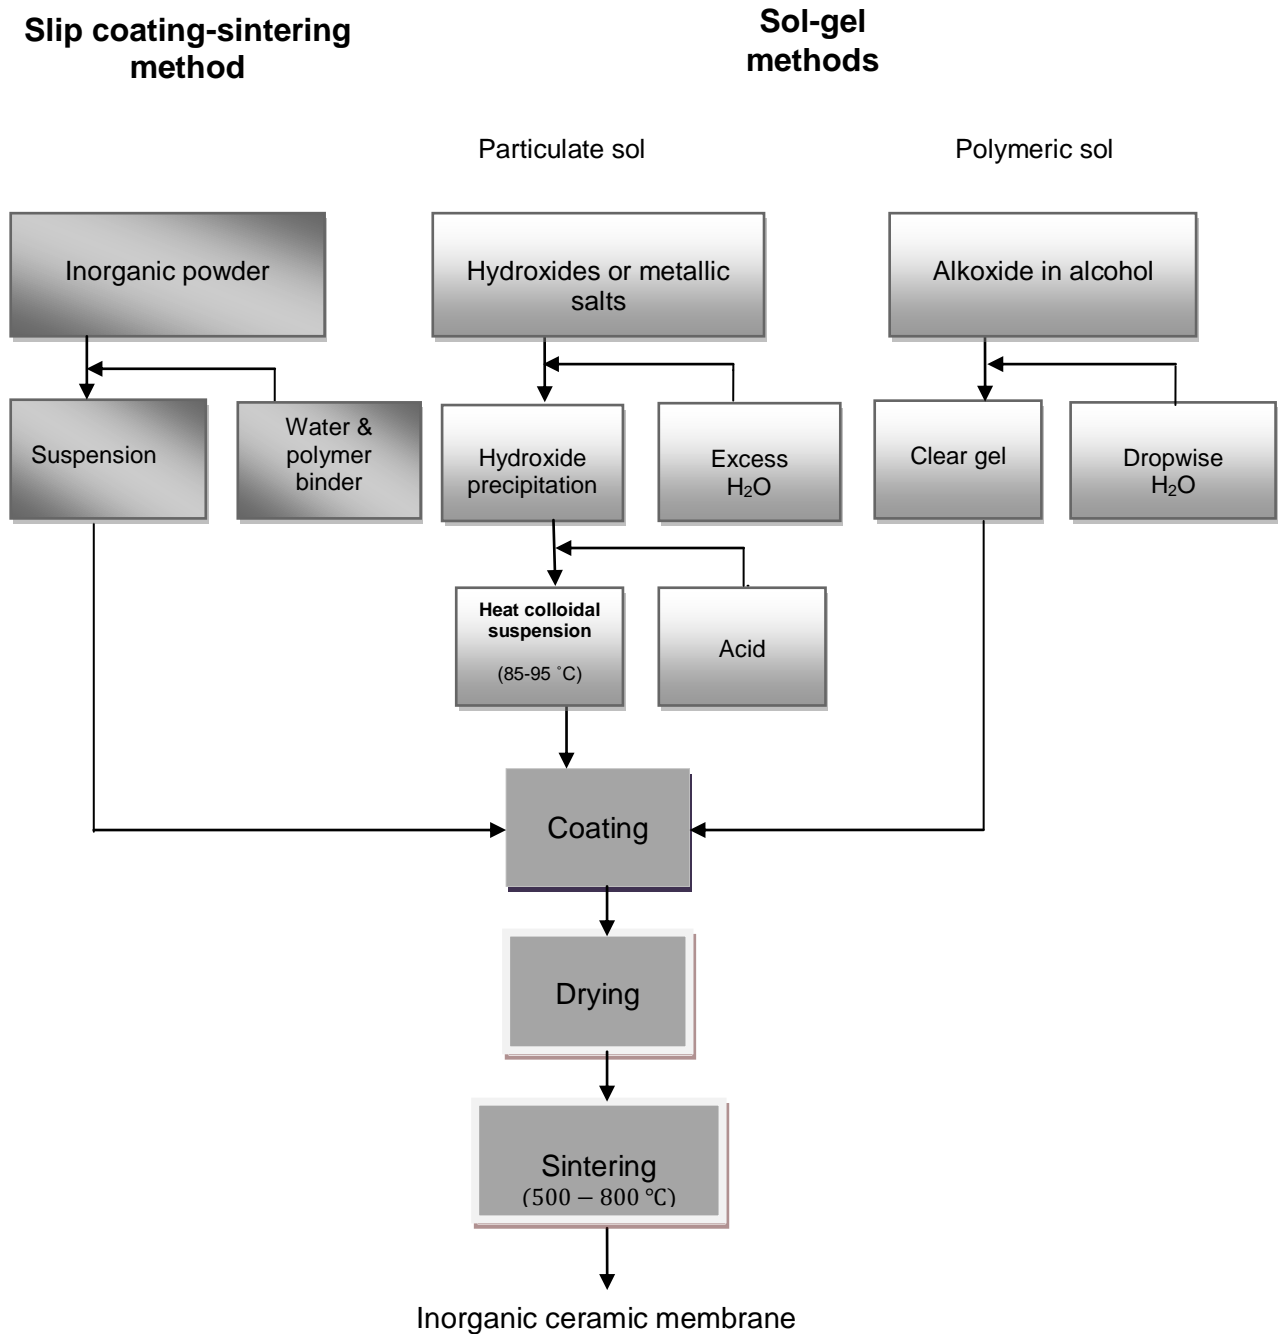 Slip coating-sintering
method
Sol-gel
methods
Particulate sol
Polymeric sol
Inorganic powder
Hydroxides or metallic
salts
Alkoxide in alcohol
Suspension
Water &
polymer
binder
Hydroxide
precipitation
Excess
H₂O
Clear gel
Dropwise
H₂O
Heat colloidal
suspension
(85-95 ˚C)
Acid
Coating
Drying
Sintering
(500 – 800 ℃)
Inorganic ceramic membrane